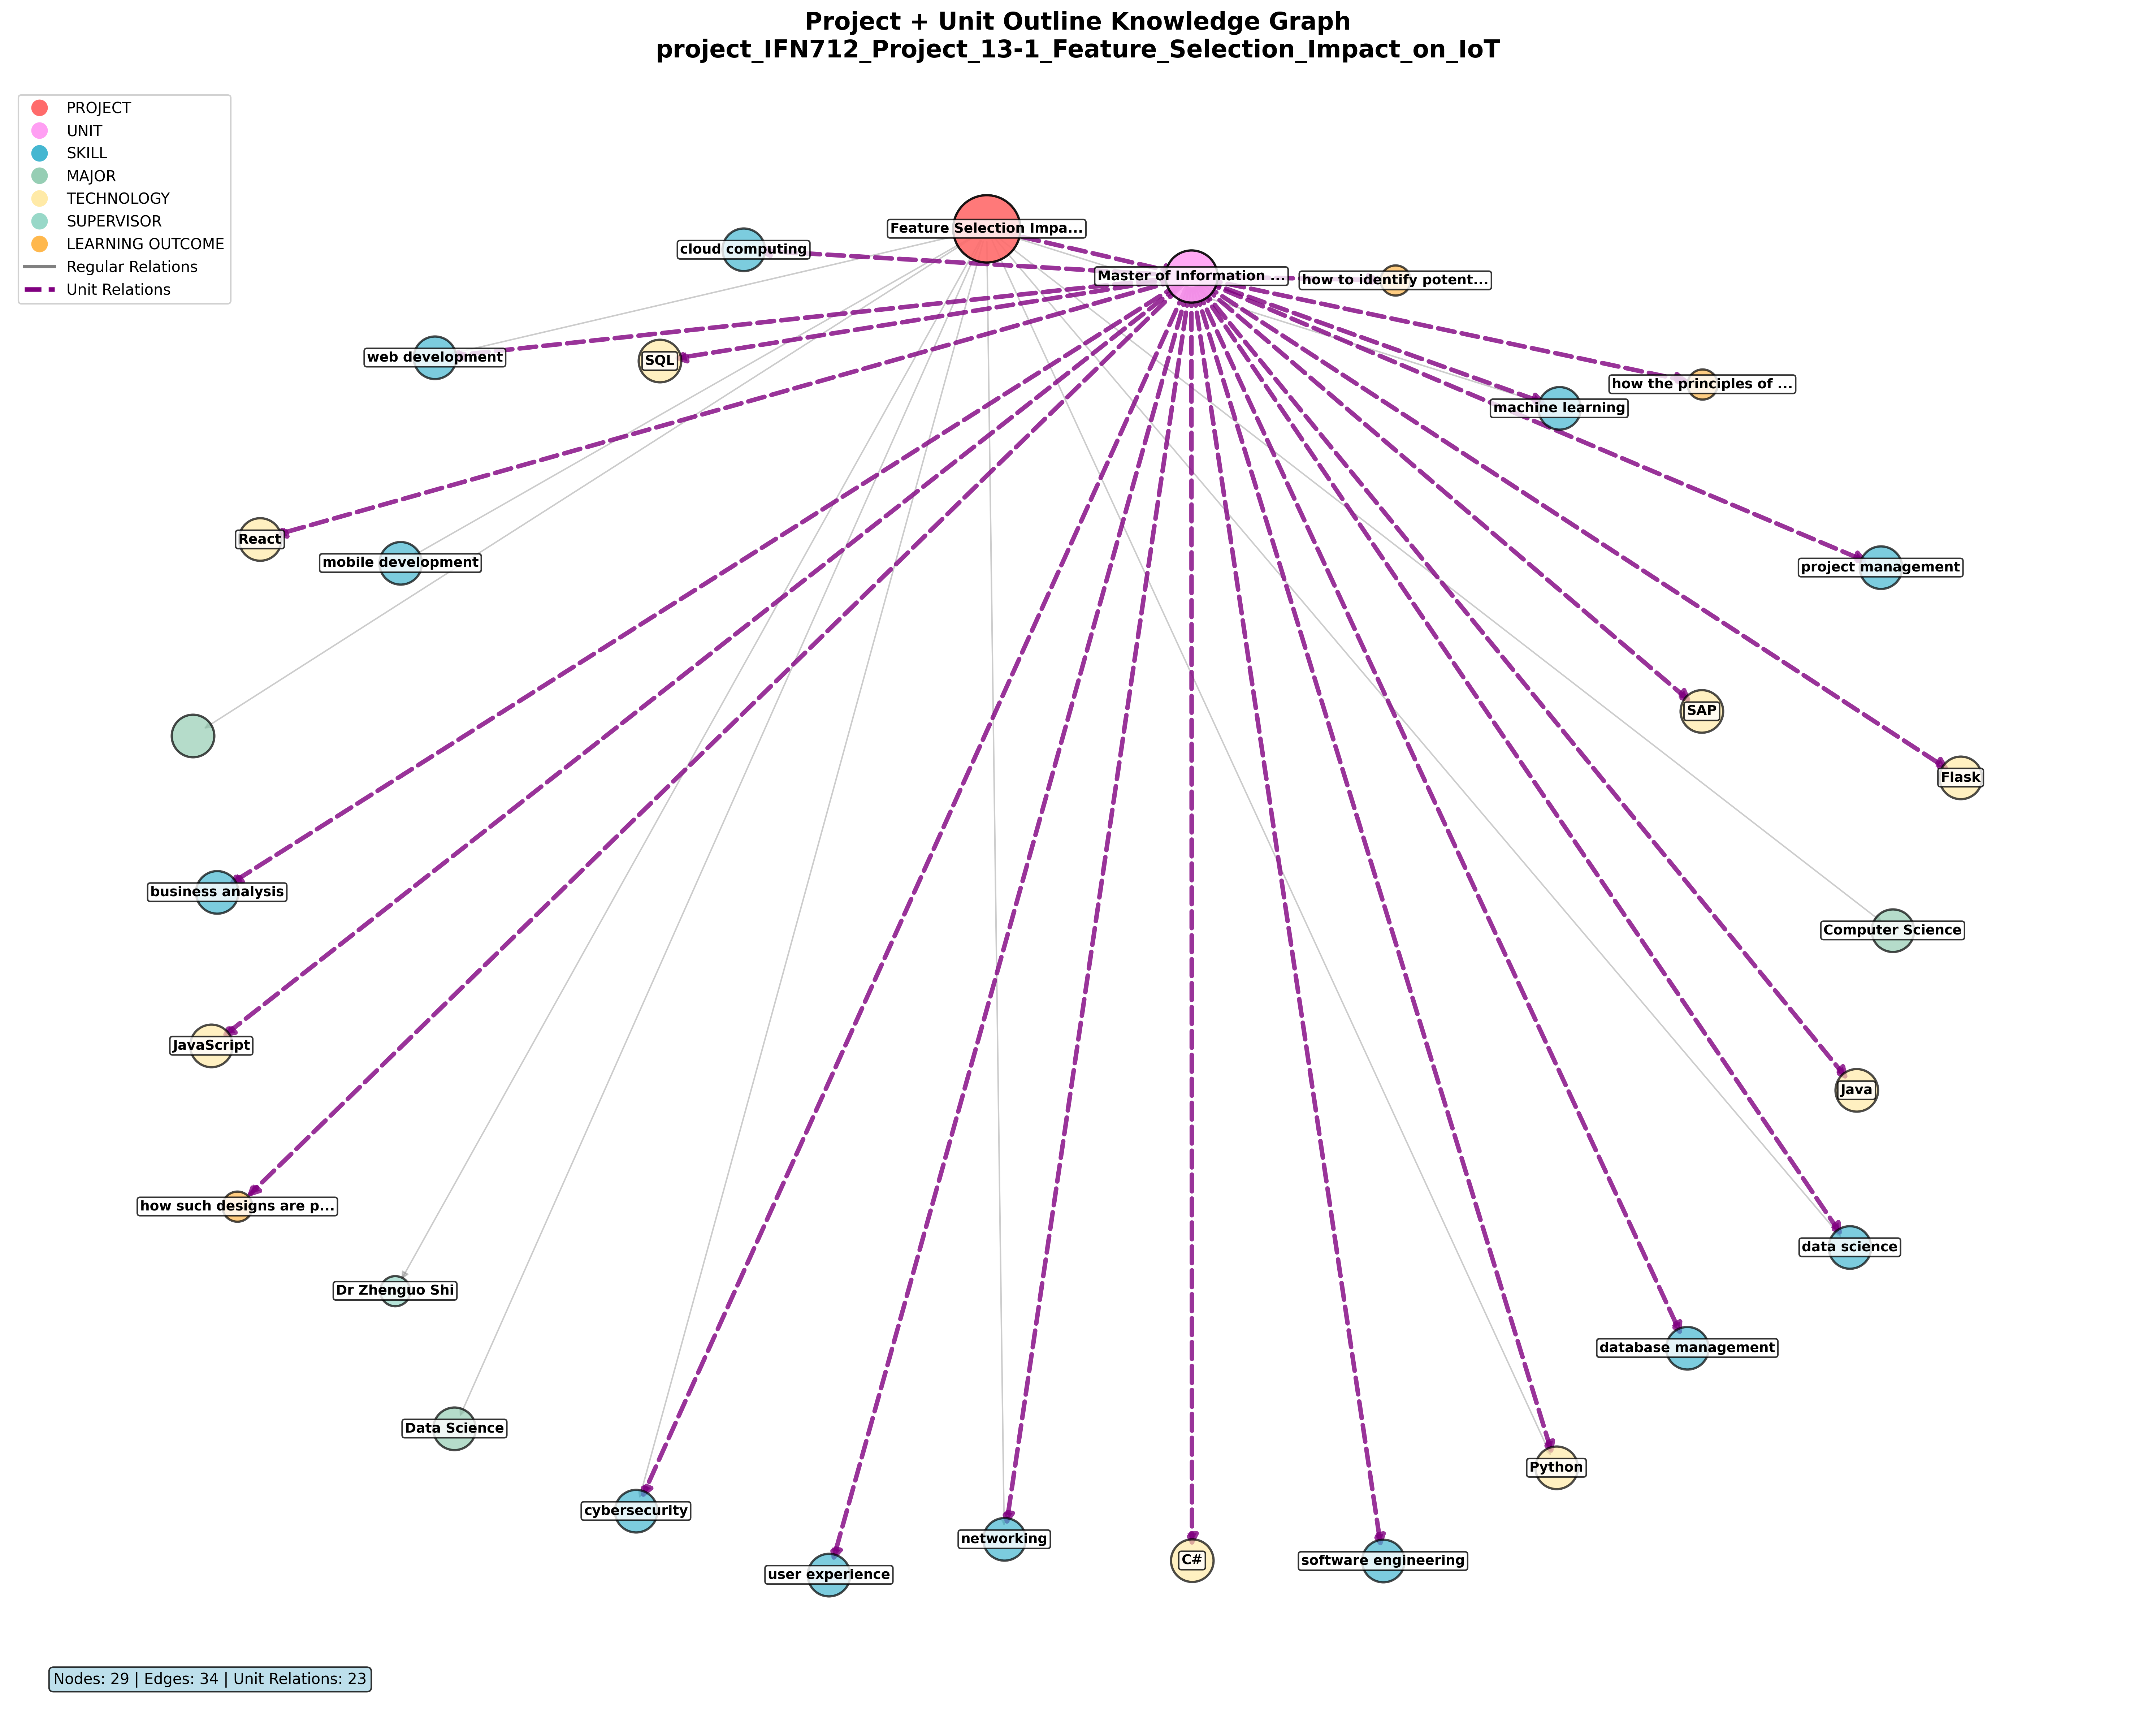 Project + Unit Outline Knowledge Graph
project_IFN712_Project_13-1_Feature_Selection_Impact_on_IoT
PROJECT
UNIT
SKILL
MAJOR
TECHNOLOGY
SUPERVISOR
LEARNING OUTCOME
Regular Relations
Unit Relations
Feature Selection Impa...
cloud computing
Master of Information ...
how to identify potent...
web development
SQL
how the principles of ...
machine learning
React
mobile development
project management
SAP
Flask
business analysis
Computer Science
JavaScript
Java
how such designs are p...
data science
Dr Zhenguo Shi
database management
Data Science
Python
cybersecurity
networking
C#
software engineering
user experience
Nodes: 29 | Edges: 34 | Unit Relations: 23